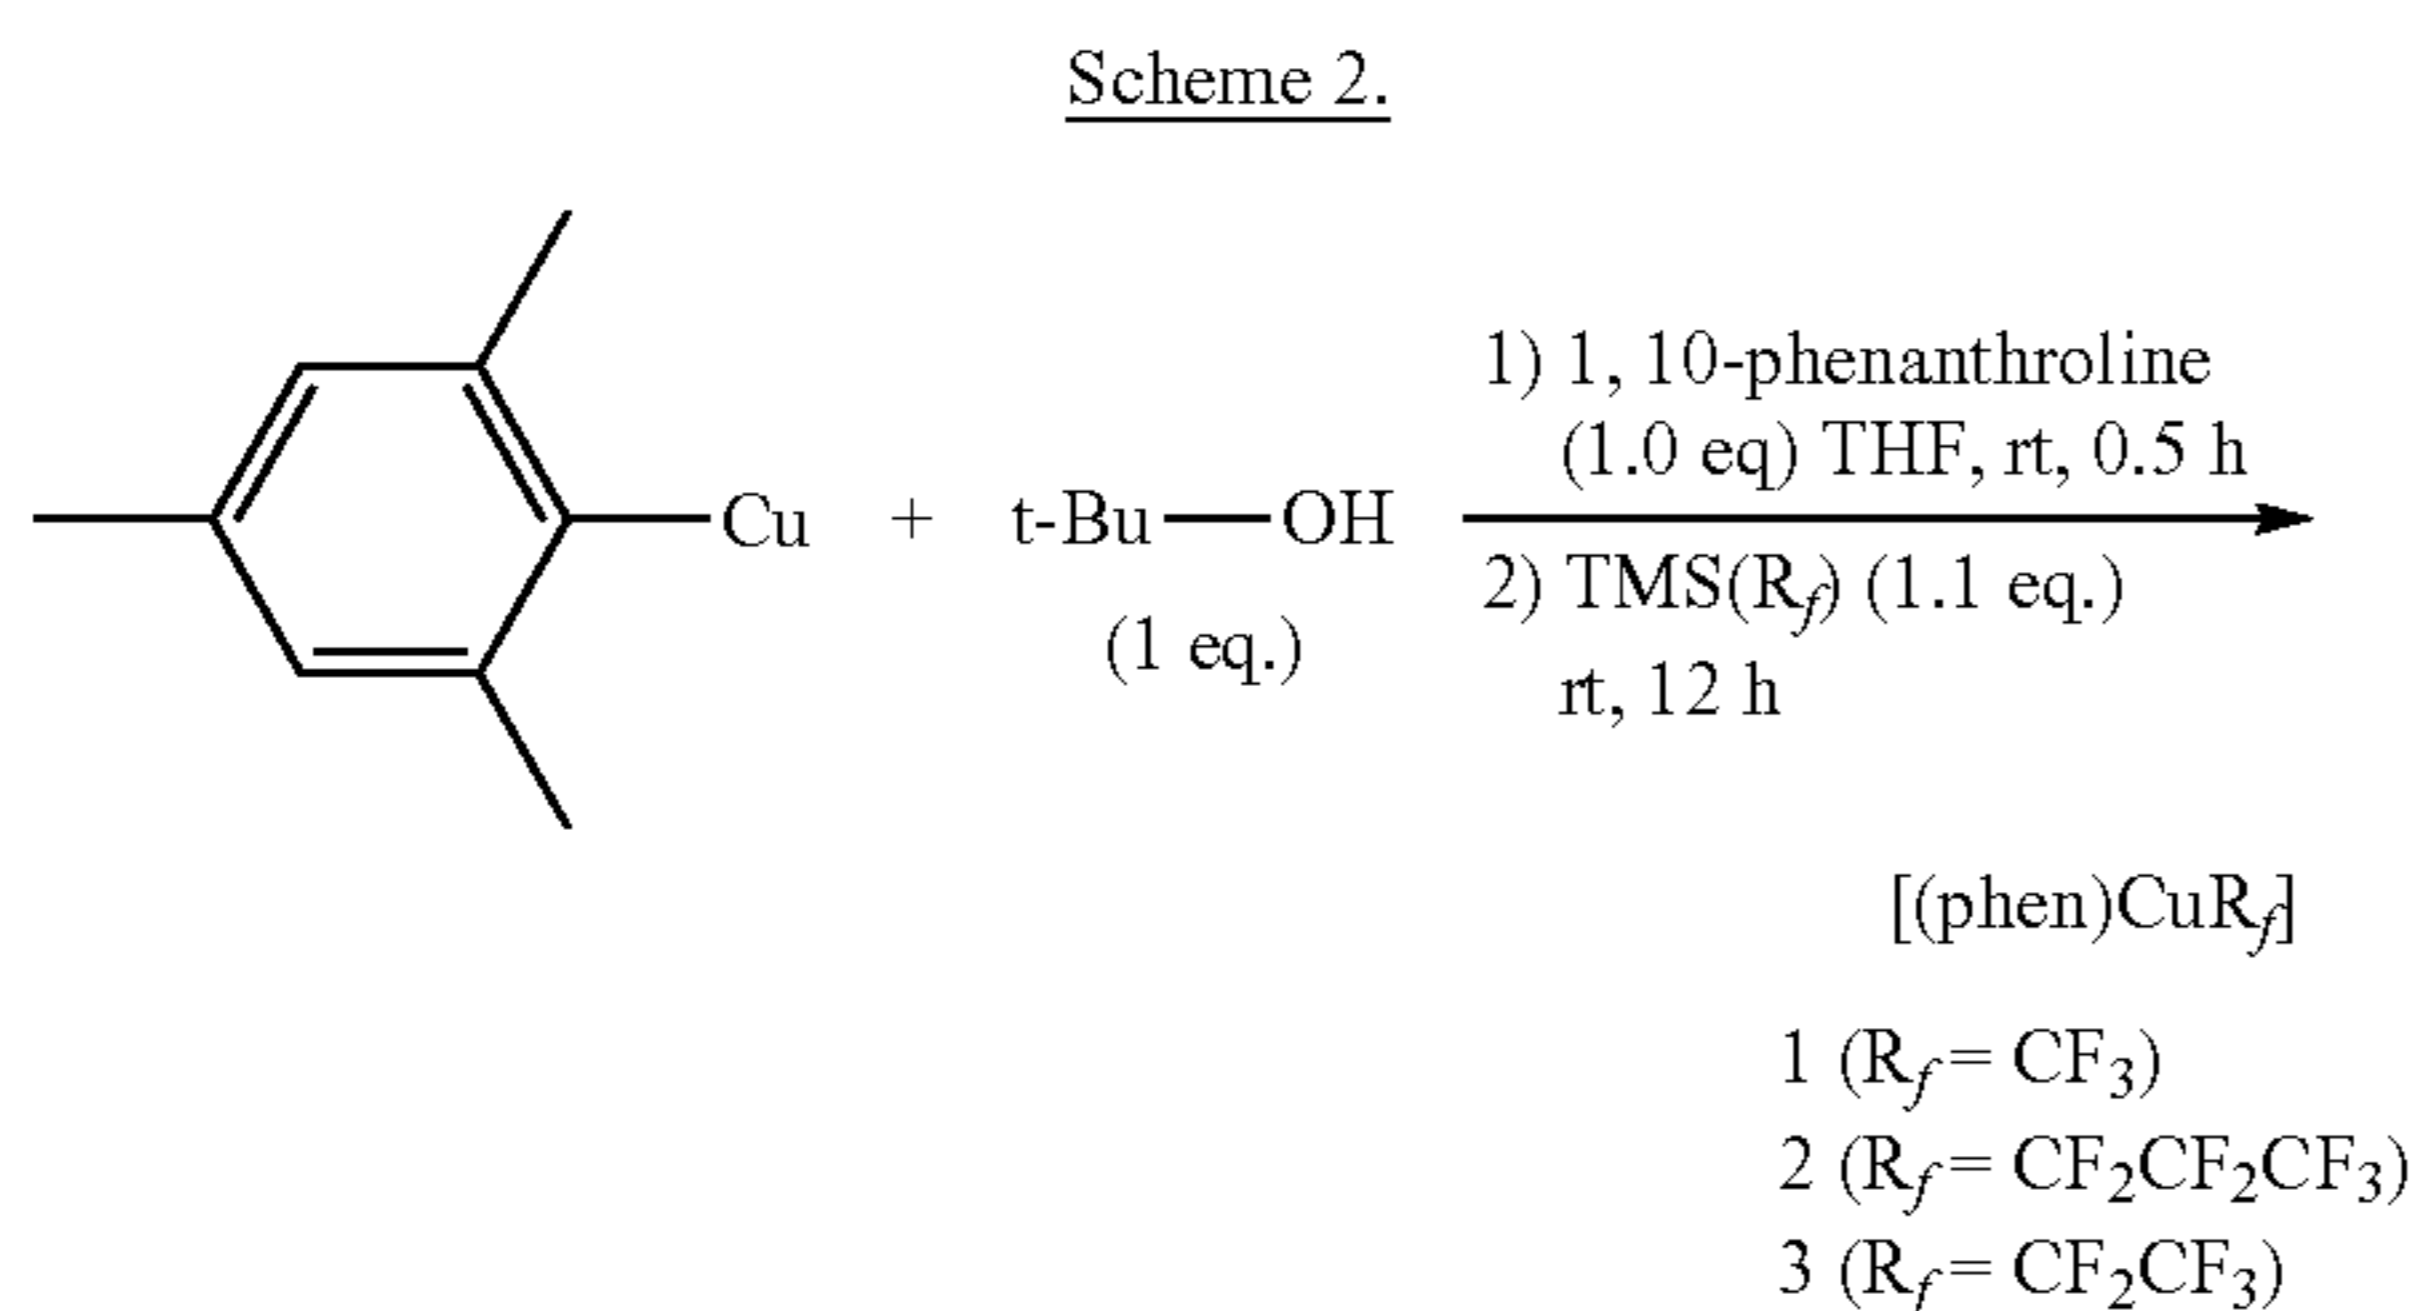 Scheme 2.
1) 1, 10-phenanthroline
(1.0 eq) THF, rt, 0.5 h
Cu + t-Bu—OH
(1 eq.)
2) TMS(Rf) (1.1 eq.)
rt, 12 h
[(phen)CuRf]
1 (Rf = CF3)
2 (Rf = CF2CF2CF3)
3 (Rf = CF2CF3)